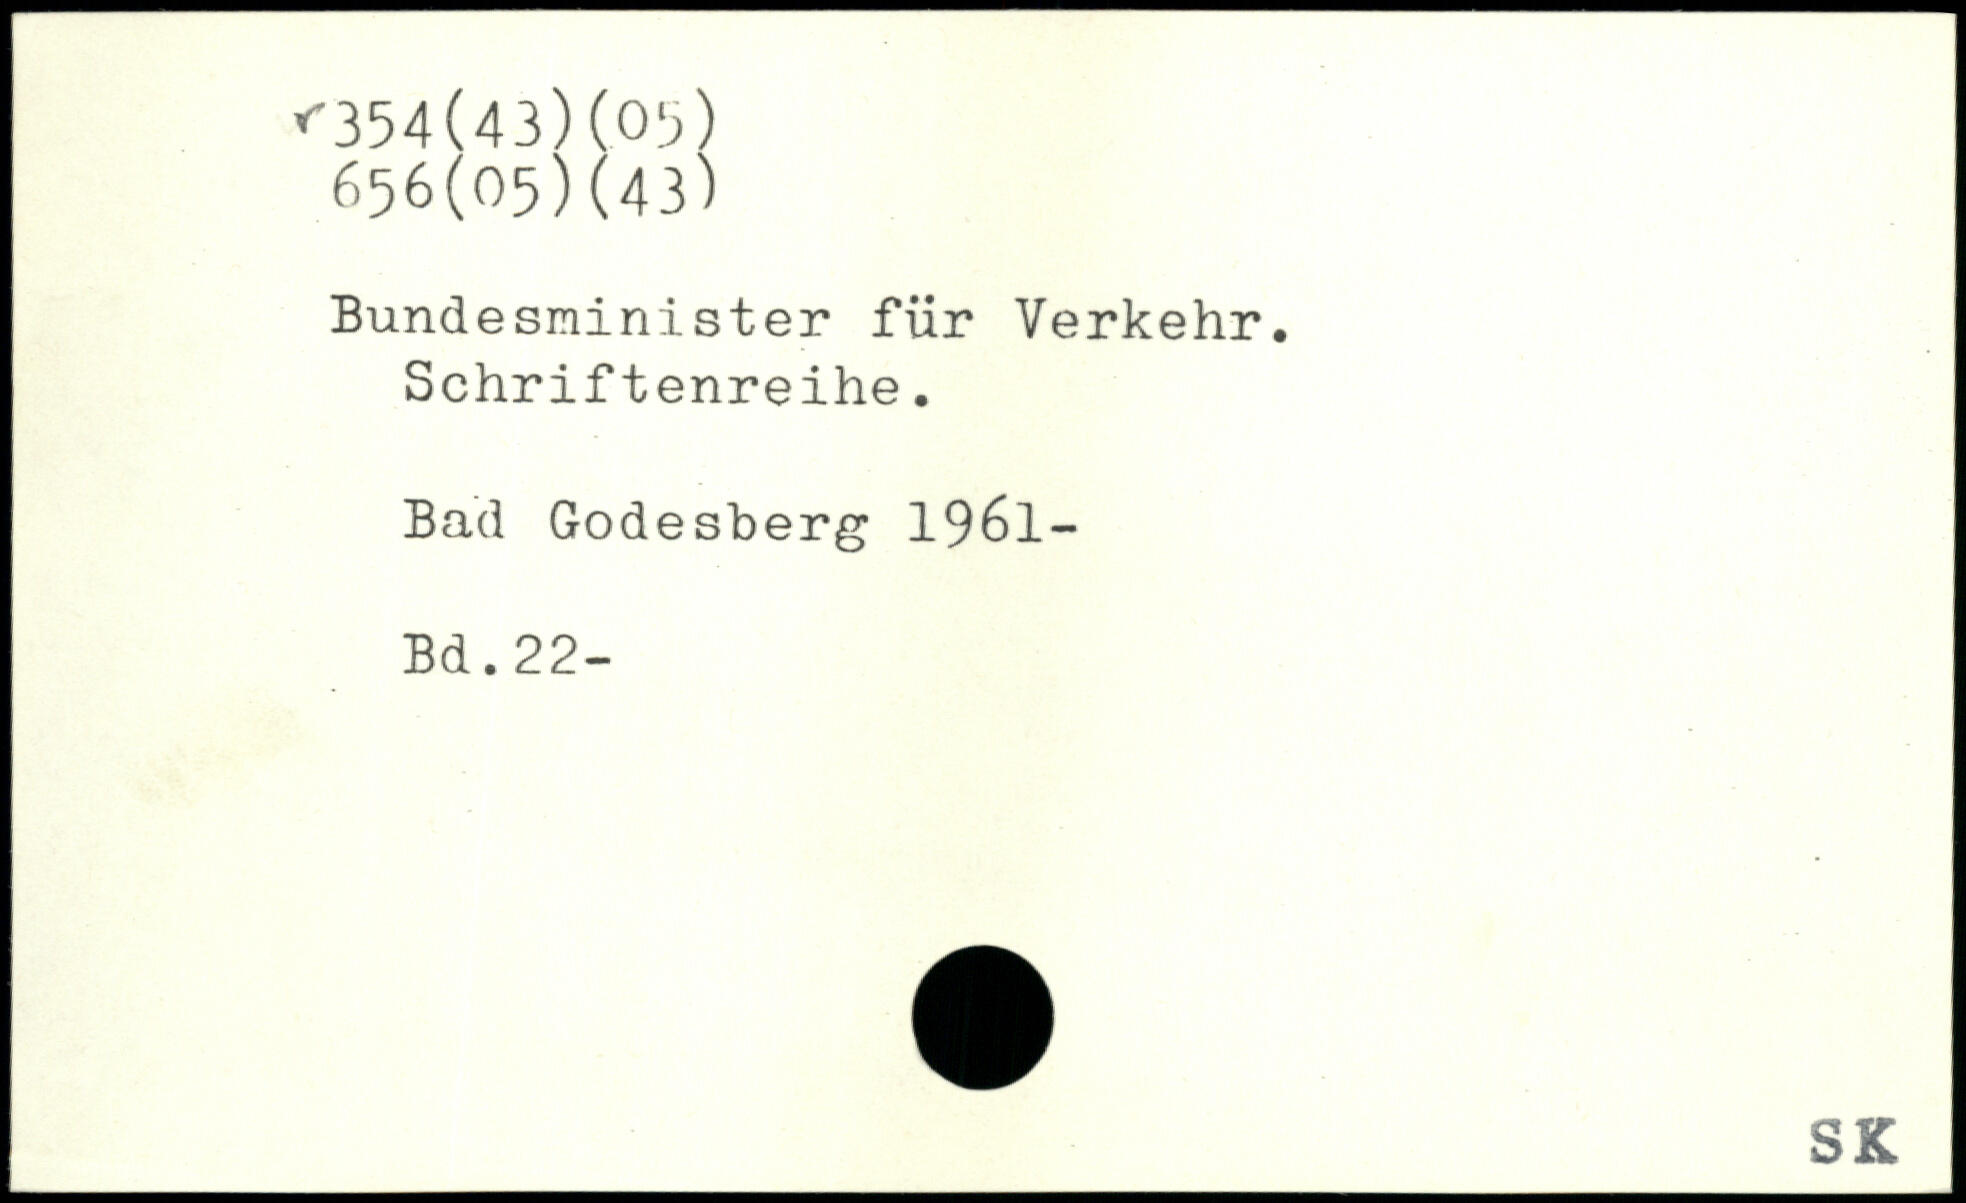 354(43)(05)
656(05)(43)
Bundesminister für Verkehr.
Schriftenreihe.
Bad Godesberg 1961-
Bd.22-
SK